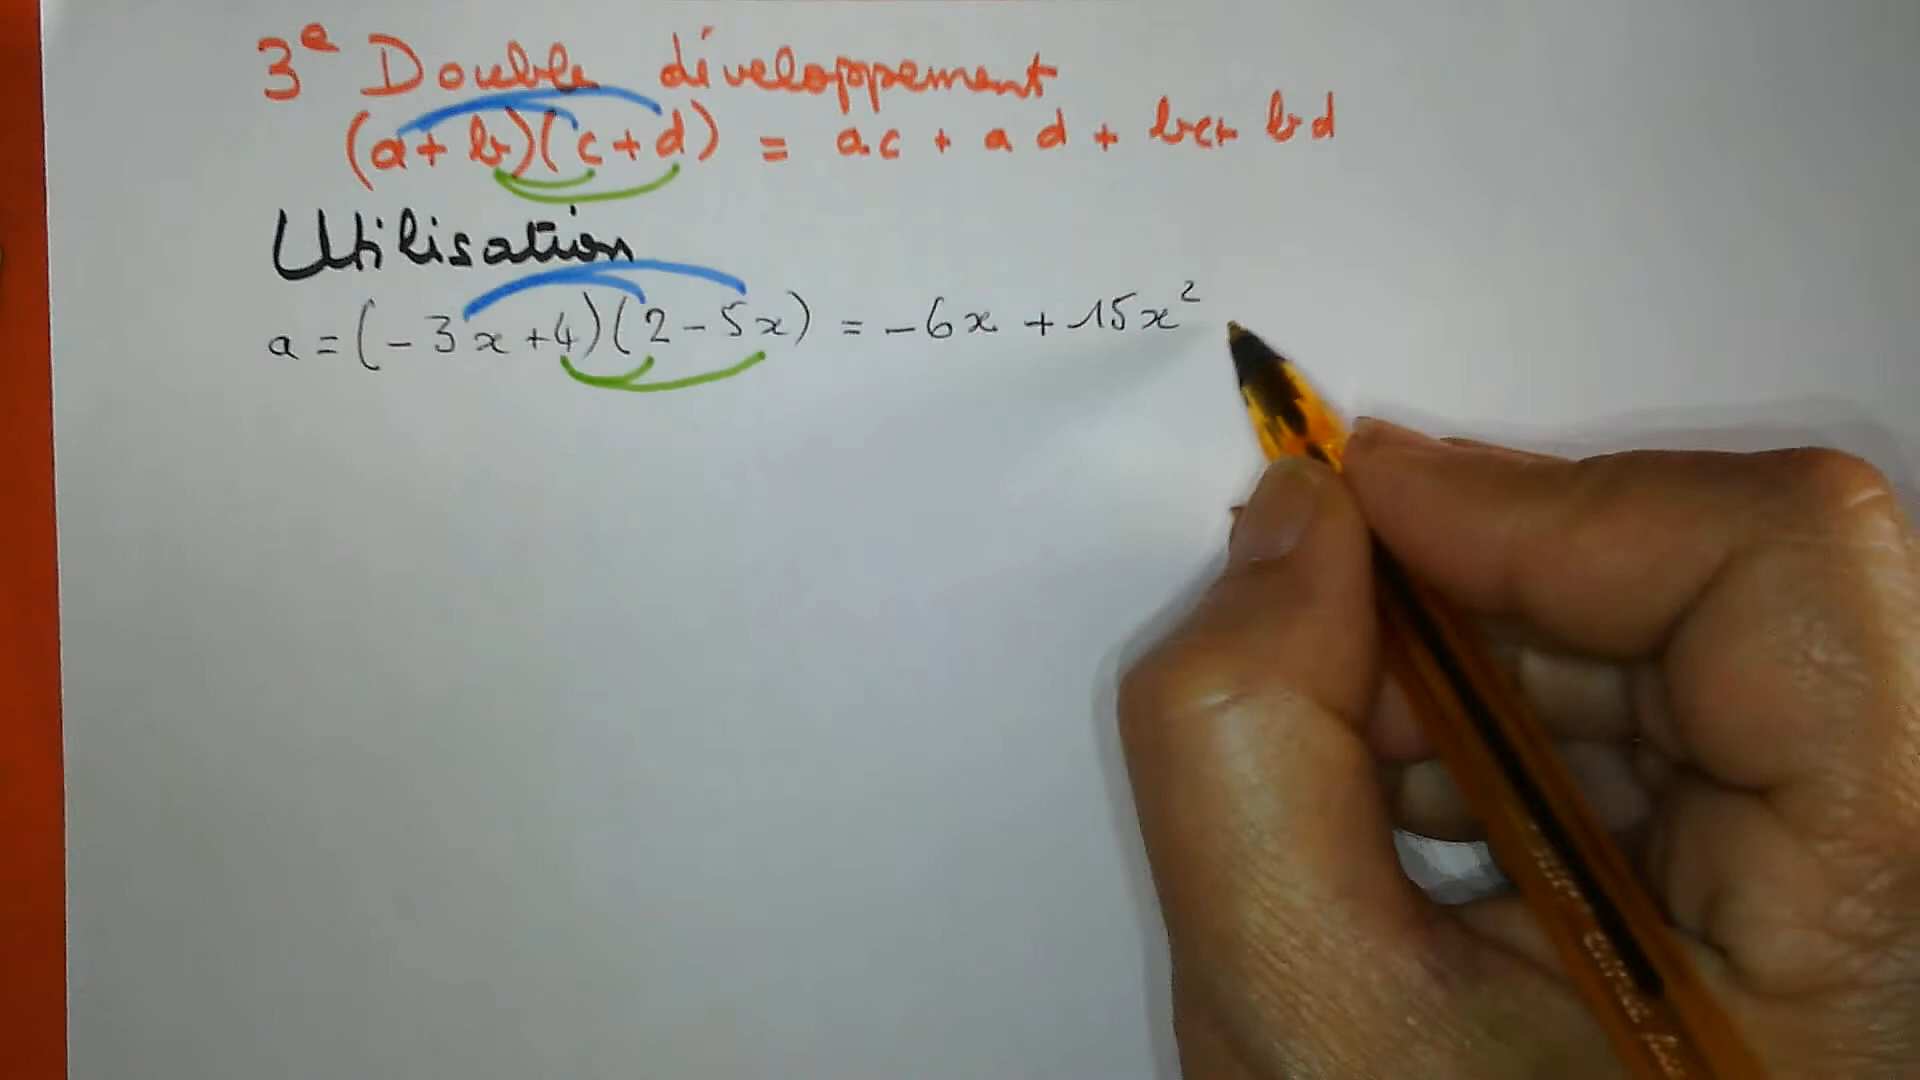 3e Double développement
(a+b)(c+d) = ac + ad + bc+ bd
Utilisation
a = (-3x+4)(2-5x) = -6x + 15x²